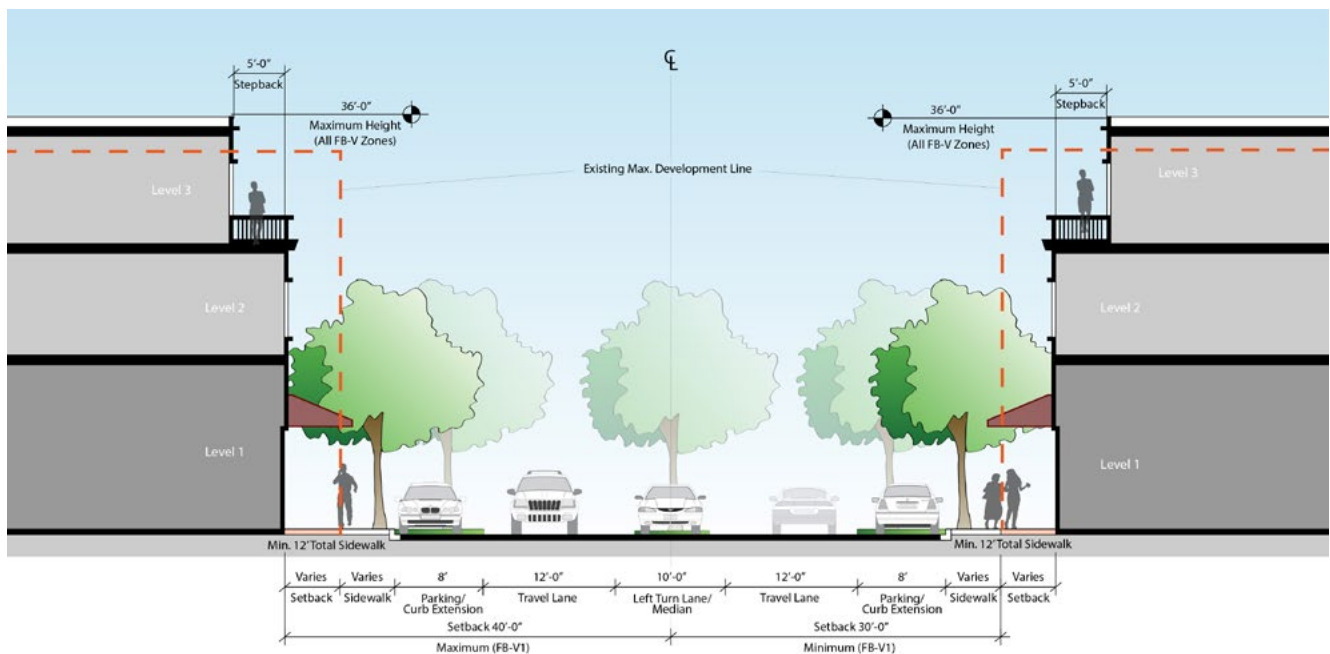 ℄
5'-0"
Stepback
36'-0"
Maximum Height
(All FB-V Zones)
5'-0"
Stepback
36'-0"
Maximum Height
(All FB-V Zones)
Existing Max. Development Line
Level 3
Level 3
Level 2
Level 2
Level 1
Level 1
Min. 12' Total Sidewalk
Min. 12' Total Sidewalk
Varies
Setback
Varies
Sidewalk
8'
Parking/
Curb Extension
12'-0"
Travel Lane
10'-0"
Left Turn Lane/
Median
12'-0"
Travel Lane
8'
Parking/
Curb Extension
Varies
Sidewalk
Varies
Setback
Setback 40'-0"
Maximum (FB-V1)
Setback 30'-0"
Minimum (FB-V1)